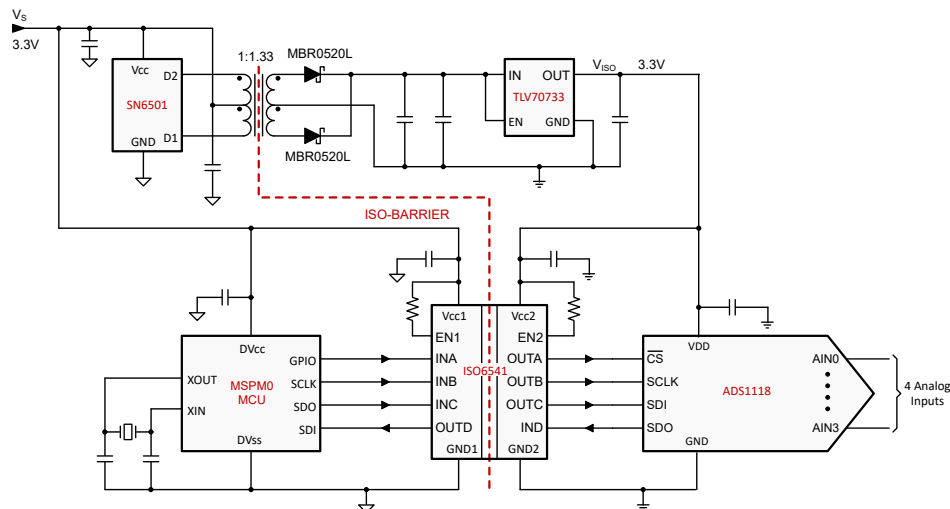 VS
3.3V
1:1.33
MBR0520L
MBR0520L
Vcc
D2
SN6501
GND
D1
IN
OUT
TLV70733
EN
GND
VISO
3.3V
ISO-BARRIER
DVcc
XOUT
XIN
MSPM0
MCU
DVss
GPIO
SCLK
SDO
SDI
Vcc1
EN1
INA
INB
INC
OUTD
GND1
ISO6541
Vcc2
EN2
OUTA
OUTB
OUTC
IND
GND2
VDD
CS
SCLK
SDI
SDO
ADS1118
GND
AIN0
AIN3
4 Analog
Inputs